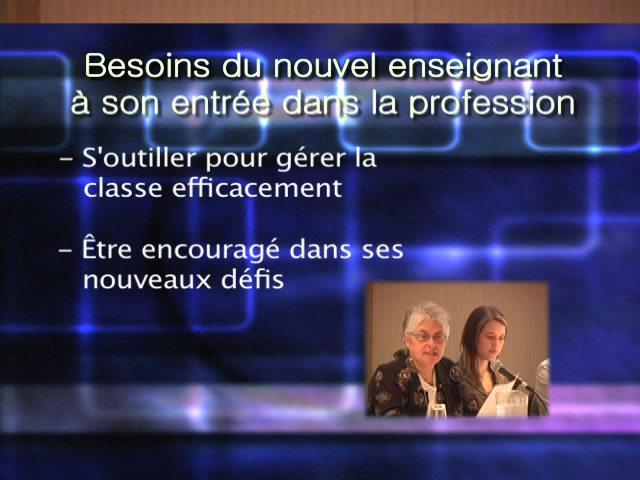 Besoins du nouvel enseignant
à son entrée dans la profession
– S'outiller pour gérer la
classe efficacement
– Être encouragé dans ses
nouveaux défis